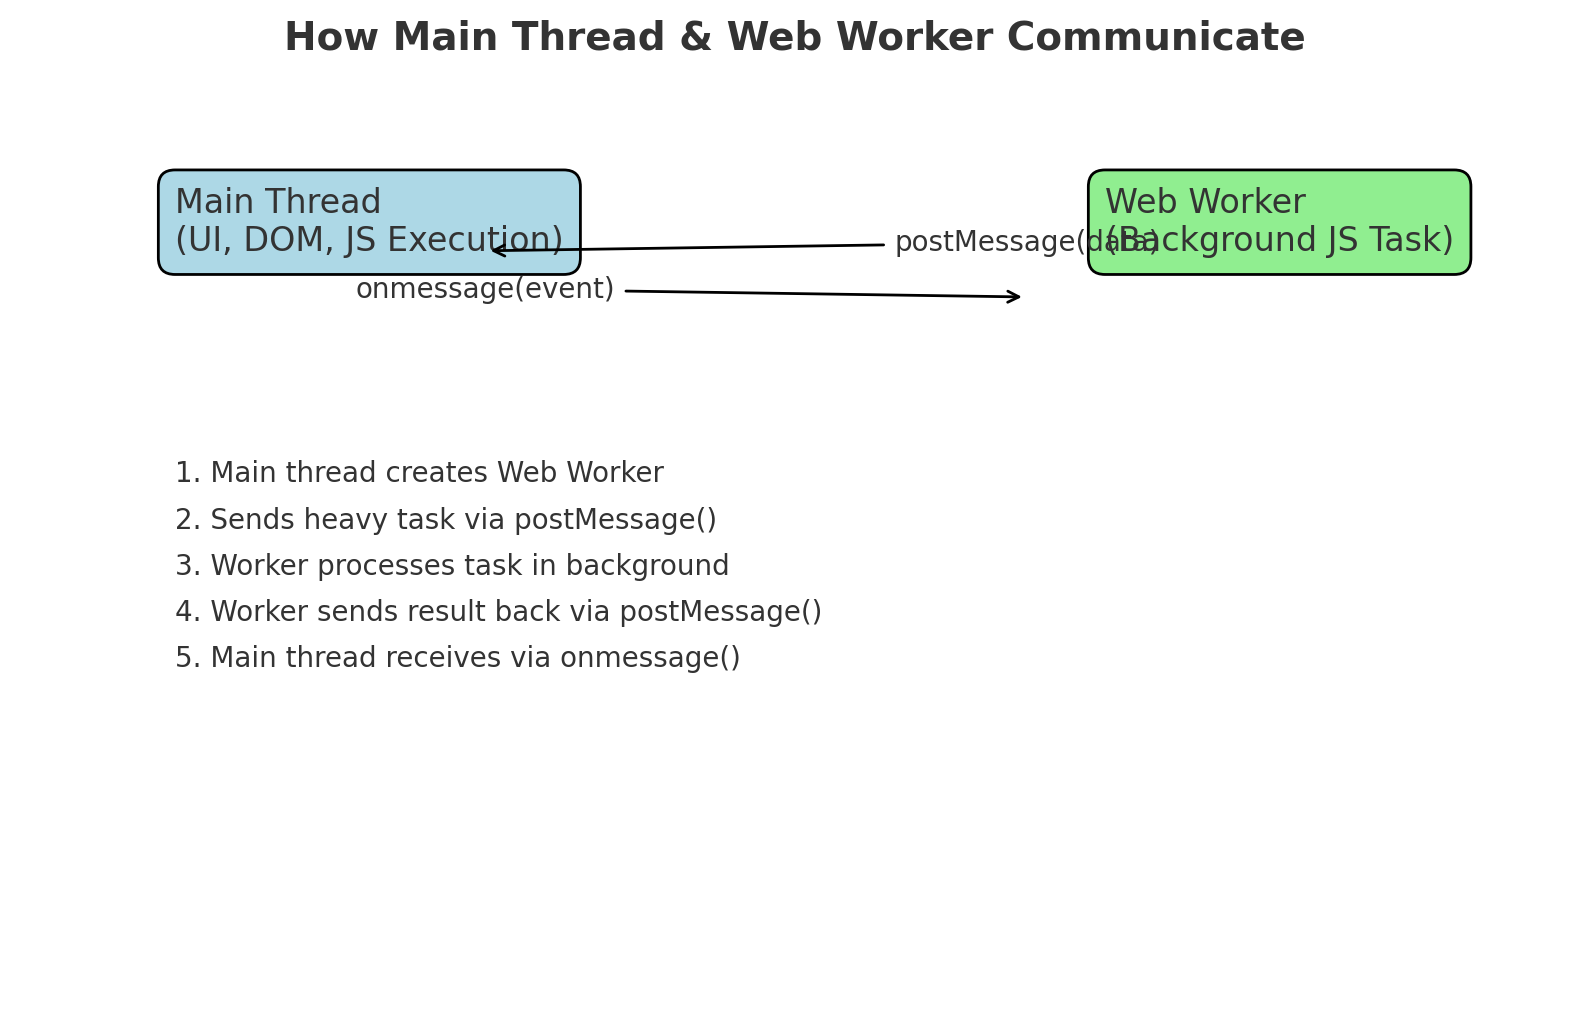 How Main Thread & Web Worker Communicate
Main Thread
(UI, DOM, JS Execution)
Web Worker
(Background JS Task)
postMessage(data)
onmessage(event)
1. Main thread creates Web Worker
2. Sends heavy task via postMessage()
3. Worker processes task in background
4. Worker sends result back via postMessage()
5. Main thread receives via onmessage()